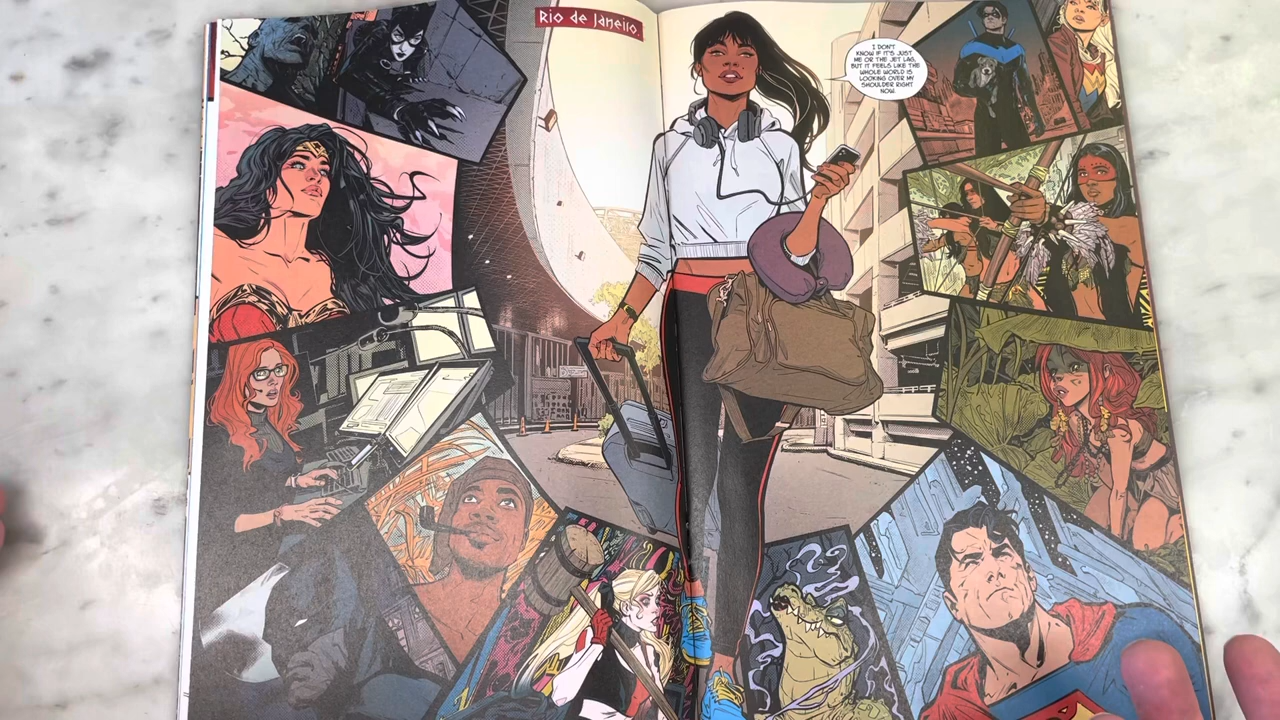 Rio de Janeiro.
I DON'T
KNOW IF IT'S JUST
ME OR THE JET LAG,
BUT IT FEELS LIKE THE
WHOLE WORLD IS
LOOKING OVER MY
SHOULDER RIGHT
NOW.